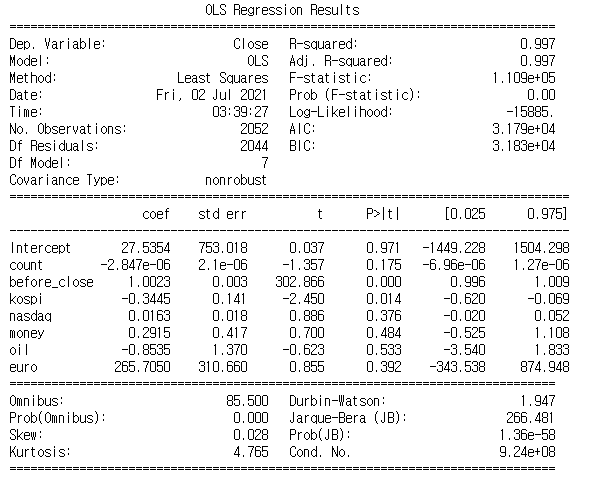 OLS Regression Results
==============================================================================
Dep. Variable: Close R-squared: 0.997
Model: OLS Adj. R-squared: 0.997
Method: Least Squares F-statistic: 1.109e+05
Date: Fri, 02 Jul 2021 Prob (F-statistic): 0.00
Time: 03:39:27 Log-Likelihood: -15885.
No. Observations: 2052 AIC: 3.179e+04
Df Residuals: 2044 BIC: 3.183e+04
Df Model: 7
Covariance Type: nonrobust
================================================================================
coef std err t P>|t| [0.025 0.975]
--------------------------------------------------------------------------------
Intercept 27.5354 753.018 0.037 0.971 -1449.228 1504.298
count -2.847e-06 2.1e-06 -1.357 0.175 -6.96e-06 1.27e-06
before_close 1.0023 0.003 302.866 0.000 0.996 1.009
kospi -0.3445 0.141 -2.450 0.014 -0.620 -0.069
nasdaq 0.0163 0.018 0.886 0.376 -0.020 0.052
money 0.2915 0.417 0.700 0.484 -0.525 1.108
oil -0.8535 1.370 -0.623 0.533 -3.540 1.833
euro 265.7050 310.660 0.855 0.392 -343.538 874.948
==============================================================================
Omnibus: 85.500 Durbin-Watson: 1.947
Prob(Omnibus): 0.000 Jarque-Bera (JB): 266.481
Skew: 0.028 Prob(JB): 1.36e-58
Kurtosis: 4.765 Cond. No. 9.24e+08
==============================================================================